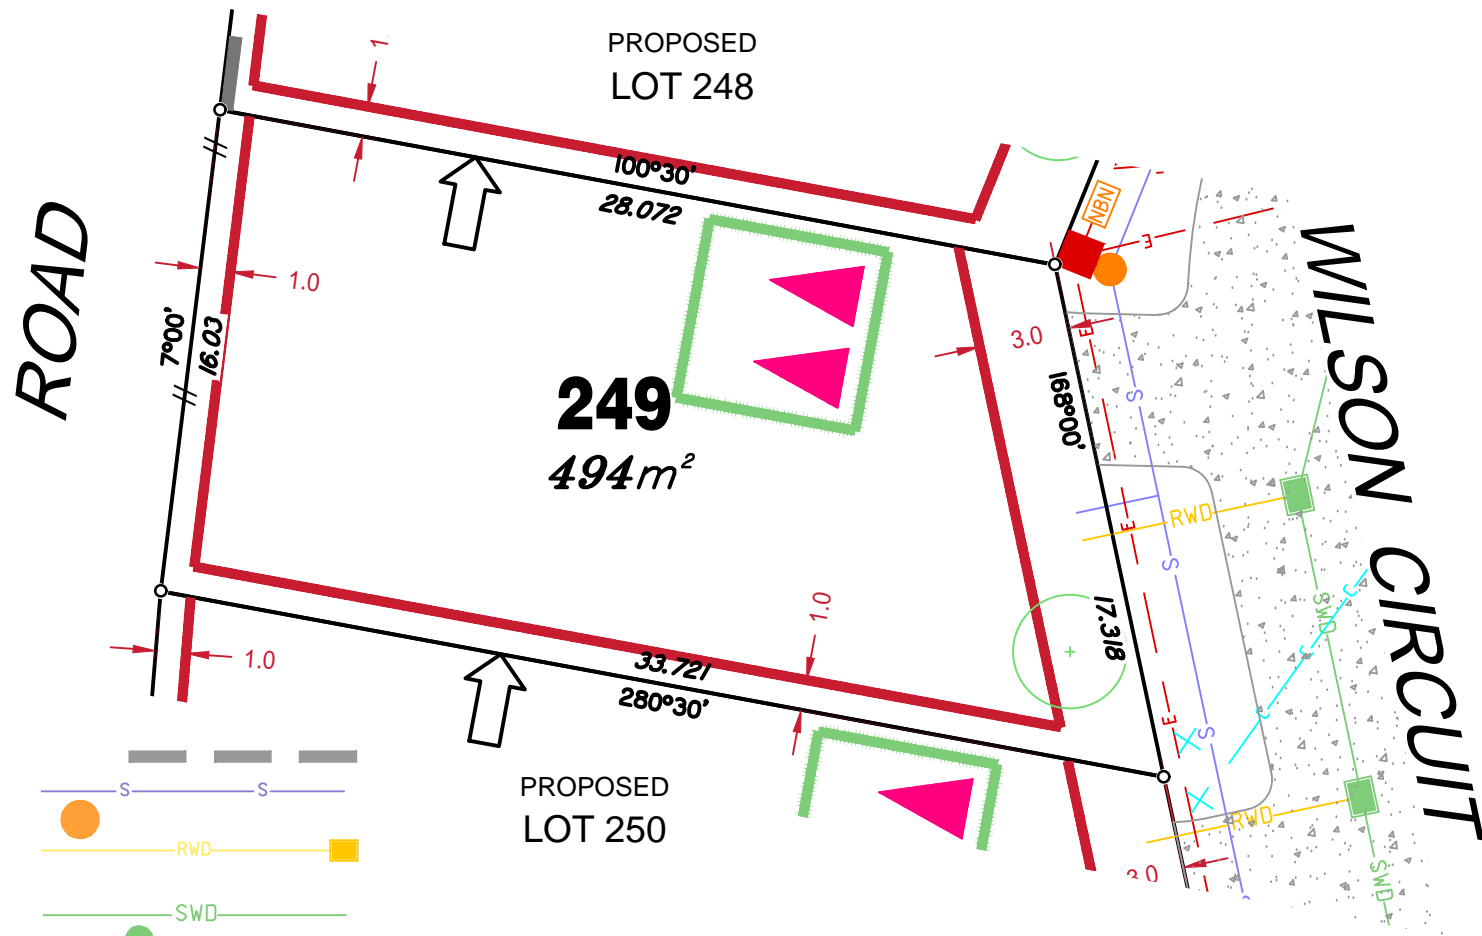 PROPOSED
LOT 248
1.
100°30'
28.072
NBN
E
ROAD
1.0
7°00'
16.03
3.0
E
WILSON CIRCUIT
249
494m²
168°00'
S
RWD
E
S
SWD
1.0
17.318
33.721
280°30'
1.0
E
S
PROPOSED
LOT 250
S S
RWD
RWD
3.0
SWD
SWD